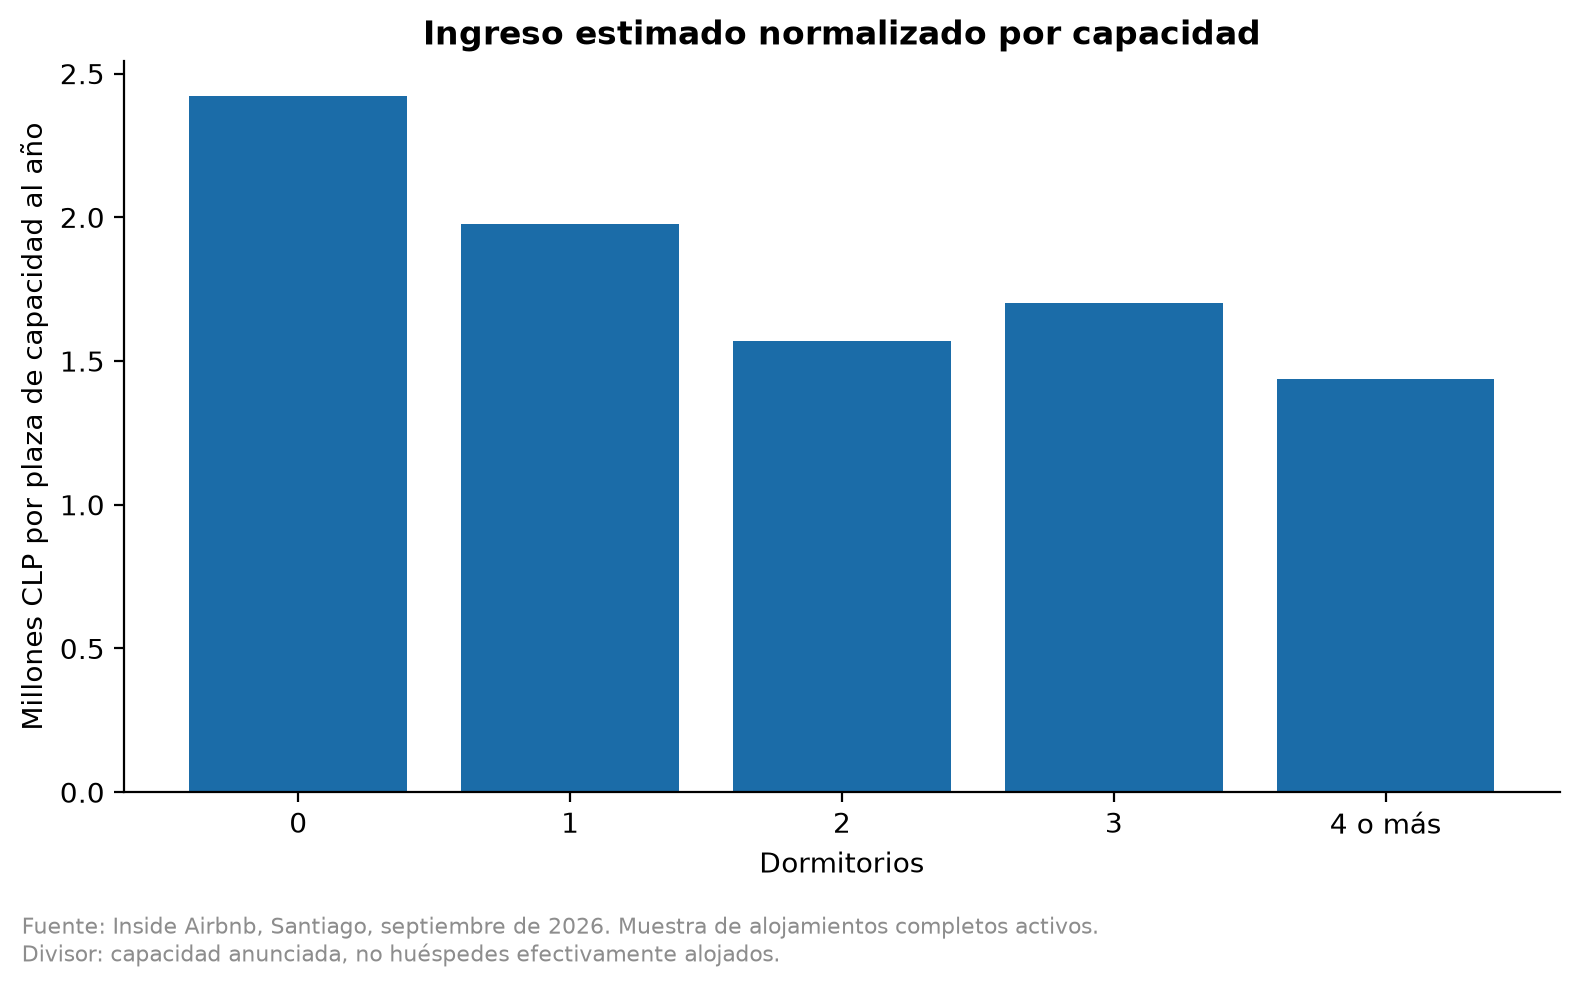 Ingreso estimado normalizado por capacidad
Millones CLP por plaza de capacidad al año
2.5
2.0
1.5
1.0
0.5
0.0
0
1
2
3
4 o más
Dormitorios
Fuente: Inside Airbnb, Santiago, septiembre de 2026. Muestra de alojamientos completos activos.
Divisor: capacidad anunciada, no huéspedes efectivamente alojados.